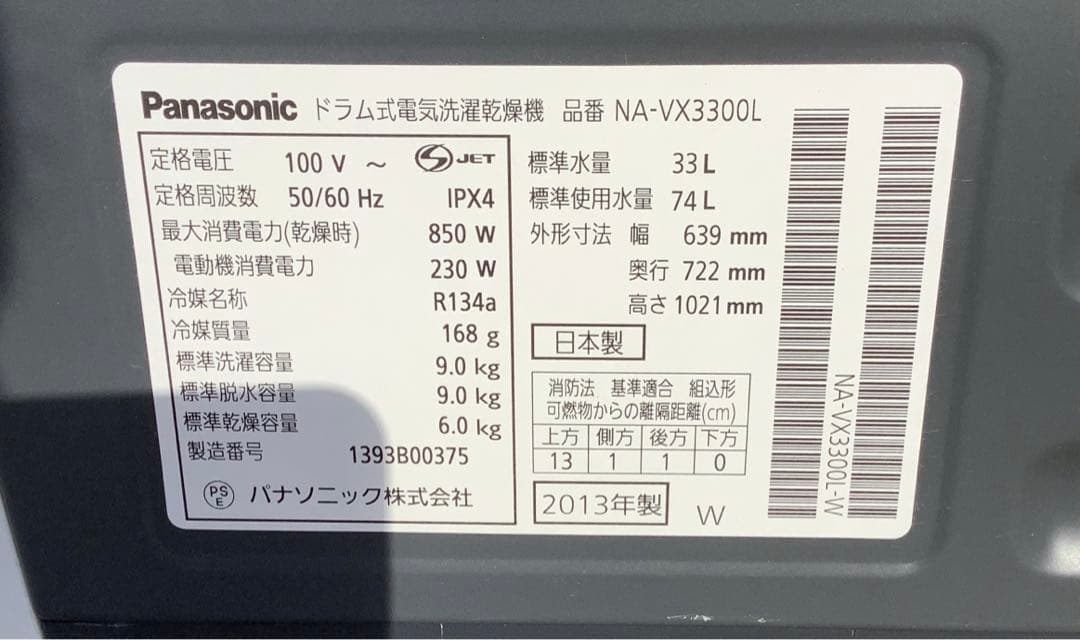 Panasonic ドラム式電気洗濯乾燥機 品番 NA-VX3300L
定格電圧 100 V ～ S JET
定格周波数 50/60 Hz IPX4
最大消費電力(乾燥時) 850 W
電動機消費電力 230 W
冷媒名称 R134a
冷媒質量 168 g
標準洗濯容量 9.0 kg
標準脱水容量 9.0 kg
標準乾燥容量 6.0 kg
製造番号 1393B00375
PSE パナソニック株式会社
標準水量 33 L
標準使用水量 74 L
外形寸法 幅 639 mm
奥行 722 mm
高さ 1021 mm
日本製
消防法 基準適合 組込形
可燃物からの離隔距離(cm)
上方 側方 後方 下方
13 1 1 0
2013年製 W
NA-VX3300L-W